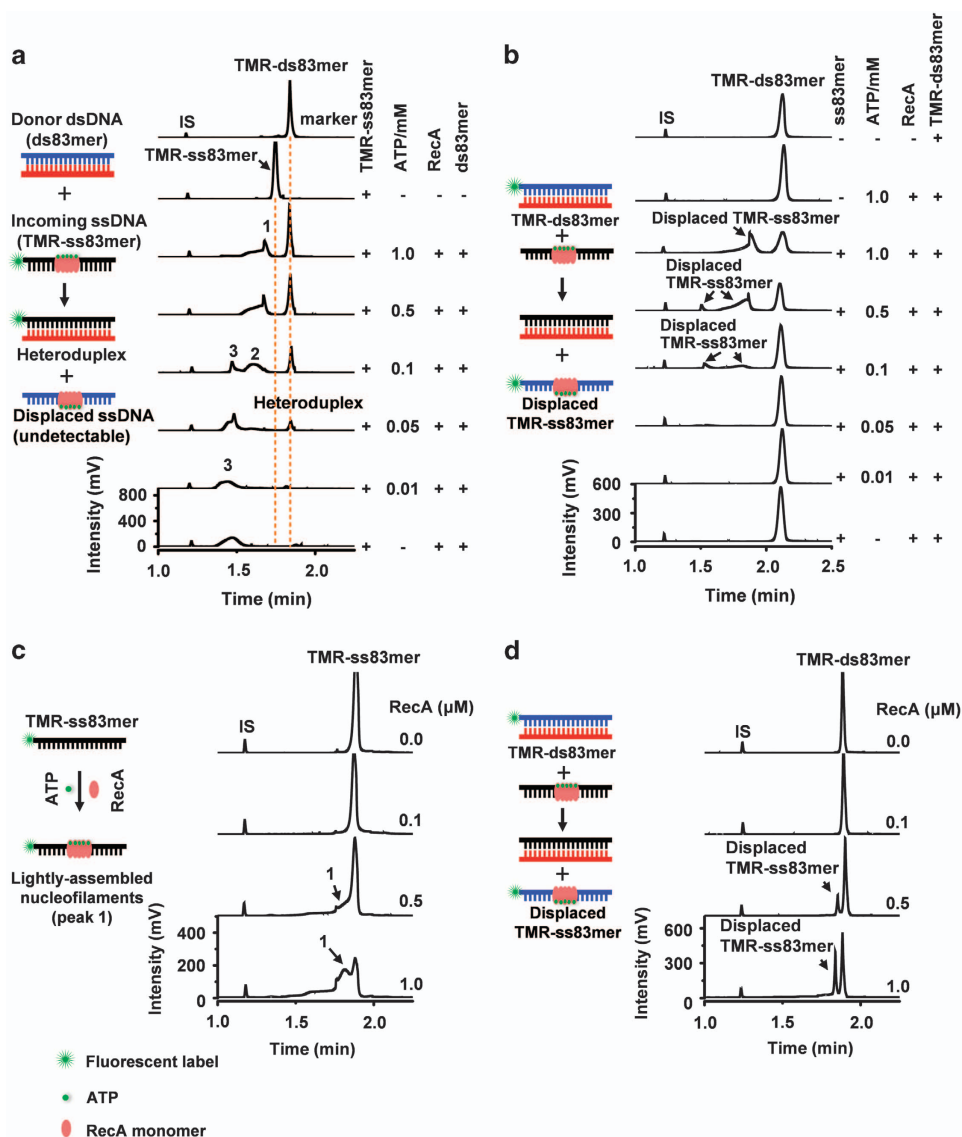 a
TMR-ds83mer
IS
marker
TMR-ss83mer
ATP/mM
RecA
ds83mer
Donor dsDNA
(ds83mer)
+
Incoming ssDNA
(TMR-ss83mer)
Heteroduplex
+
Displaced ssDNA
(undetectable)
TMR-ss83mer
+ - - -
1
+ 1.0 + +
+ 0.5 + +
3 2
+ 0.1 + +
Heteroduplex
+ 0.05 + +
3
+ 0.01 + +
+ - + +
Intensity (mV)
800
400
0
1.0 1.5 2.0
Time (min)
b
TMR-ds83mer
IS
ss83mer
ATP/mM
RecA
TMR-ds83mer
- - - +
- 1.0 + +
TMR-ds83mer
+
Displaced
TMR-ss83mer
Displaced TMR-ss83mer
+ 1.0 + +
Displaced
TMR-ss83mer
+ 0.5 + +
Displaced
TMR-ss83mer
+ 0.1 + +
+ 0.05 + +
+ 0.01 + +
+ - + +
Intensity (mV)
600
300
0
1.0 1.5 2.0 2.5
Time (min)
c
TMR-ss83mer
IS
RecA (µM)
TMR-ss83mer
ATP
RecA
Lightly-assembled
nucleofilaments
(peak 1)
0.0
0.1
1
0.5
1
1.0
Intensity (mV)
400
200
0
1.0 1.5 2.0
Time (min)
d
TMR-ds83mer
IS
RecA (µM)
TMR-ds83mer
+
+
Displaced
TMR-ss83mer
0.0
0.1
Displaced
TMR-ss83mer
0.5
Displaced
TMR-ss83mer
1.0
Intensity (mV)
600
300
0
1.0 1.5 2.0
Time (min)
Fluorescent label
ATP
RecA monomer